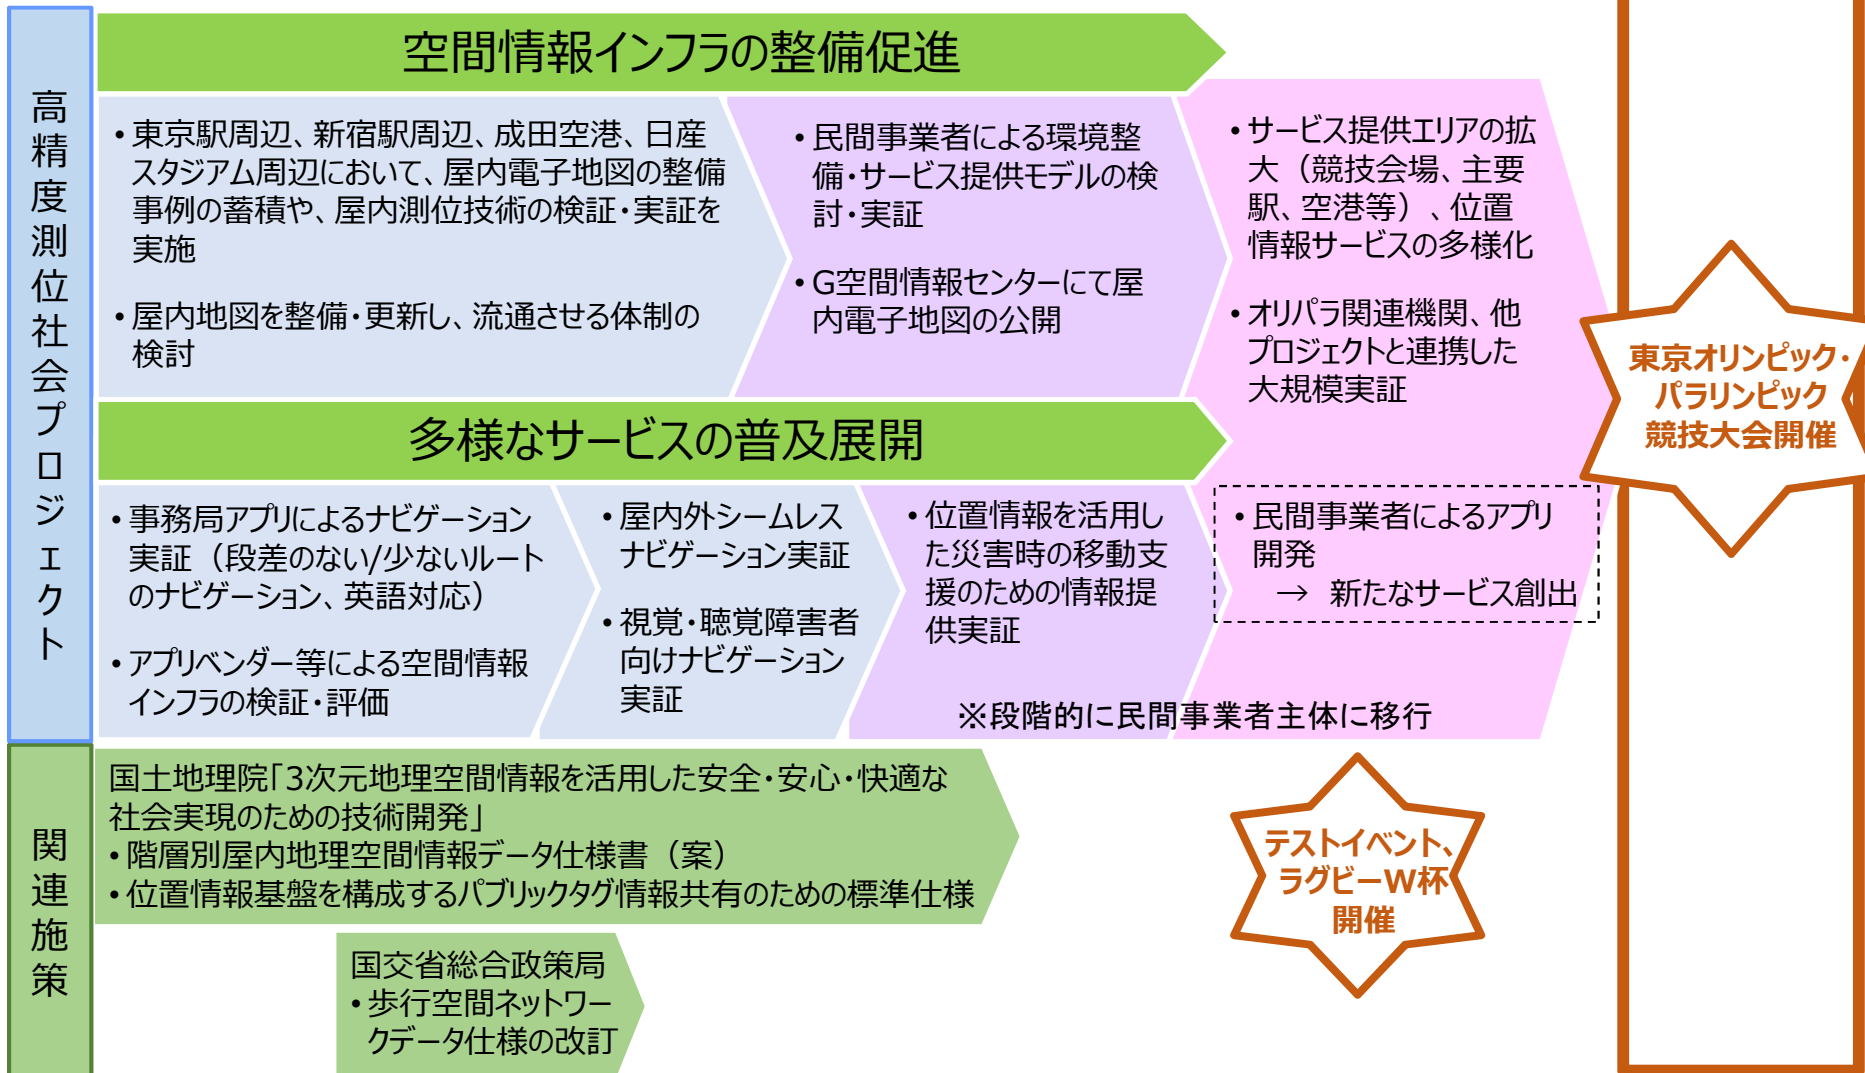 高精度測位社会プロジェクト
空間情報インフラの整備促進
• 東京駅周辺、新宿駅周辺、成田空港、日産
スタジアム周辺において、屋内電子地図の整備
事例の蓄積や、屋内測位技術の検証・実証を
実施
• 屋内地図を整備・更新し、流通させる体制の
検討
• 民間事業者による環境整
備・サービス提供モデルの検
討・実証
• G空間情報センターにて屋
内電子地図の公開
• サービス提供エリアの拡
大（競技会場、主要
駅、空港等）、位置
情報サービスの多様化
• オリパラ関連機関、他
プロジェクトと連携した
大規模実証
東京オリンピック・
パラリンピック
競技大会開催
多様なサービスの普及展開
• 事務局アプリによるナビゲーション
実証（段差のない/少ないルート
のナビゲーション、英語対応）
• アプリベンダー等による空間情報
インフラの検証・評価
• 屋内外シームレス
ナビゲーション実証
• 視覚・聴覚障害者
向けナビゲーション
実証
• 位置情報を活用し
た災害時の移動支
援のための情報提
供実証
• 民間事業者によるアプリ
開発
→ 新たなサービス創出
※段階的に民間事業者主体に移行
関連施策
国土地理院「3次元地理空間情報を活用した安全・安心・快適な
社会実現のための技術開発」
• 階層別屋内地理空間情報データ仕様書（案）
• 位置情報基盤を構成するパブリックタグ情報共有のための標準仕様
国交省総合政策局
• 歩行空間ネットワー
クデータ仕様の改訂
テストイベント、
ラグビーW杯
開催